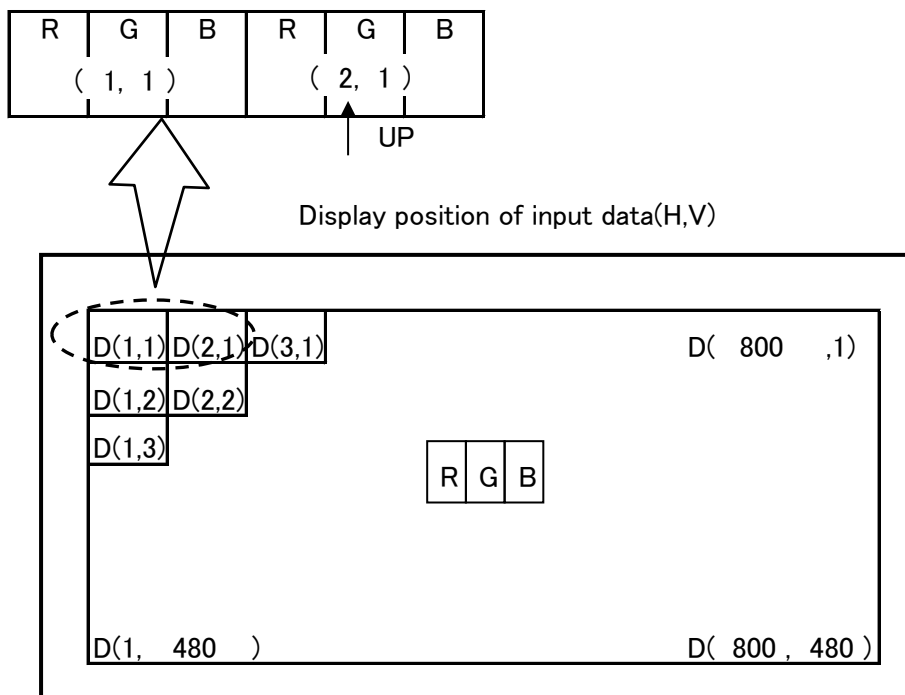 R G B R G B
( 1, 1 ) ( 2, 1 )
UP
Display position of input data(H,V)
D(1,1) D(2,1) D(3,1) D( 800 ,1)
D(1,2) D(2,2)
D(1,3)
R G B
D(1, 480 ) D( 800 , 480 )